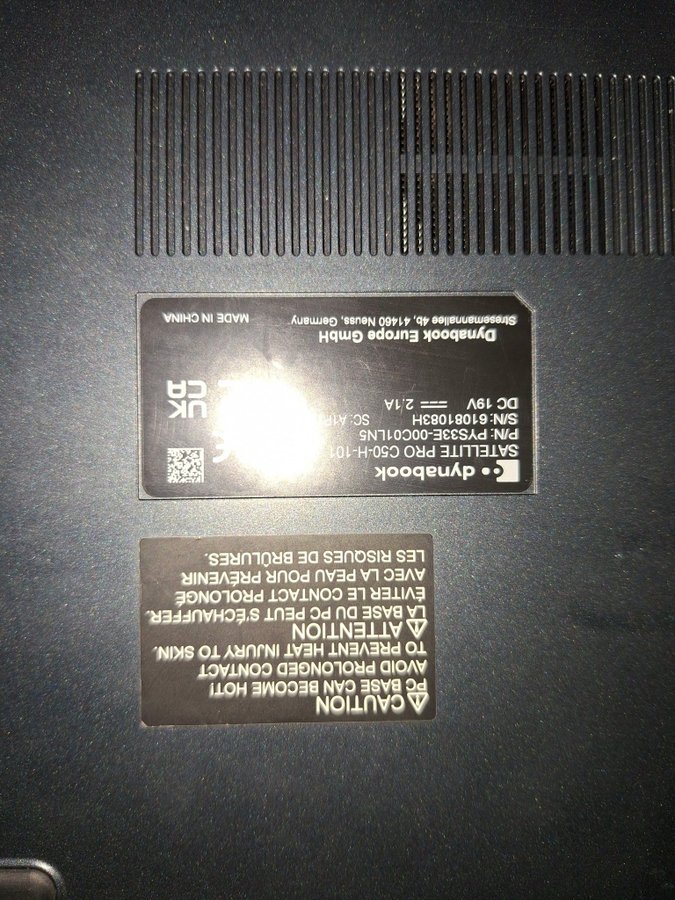 dynabook
SATELLITE PRO C50-H-101
P/N: PYS33E-00C01LN5
S/N: 61081083H
DC 19V 2.1A
UK
CA
Dynabook Europe GmbH
Stresemannallee 4b, 41460 Neuss, Germany
MADE IN CHINA
CAUTION
PC BASE CAN BECOME HOT!
AVOID PROLONGED CONTACT
TO PREVENT HEAT INJURY TO SKIN.
ATTENTION
LA BASE DU PC PEUT S'ÉCHAUFFER.
ÉVITER LE CONTACT PROLONGÉ
AVEC LA PEAU POUR PRÉVENIR
LES RISQUES DE BRÛLURES.